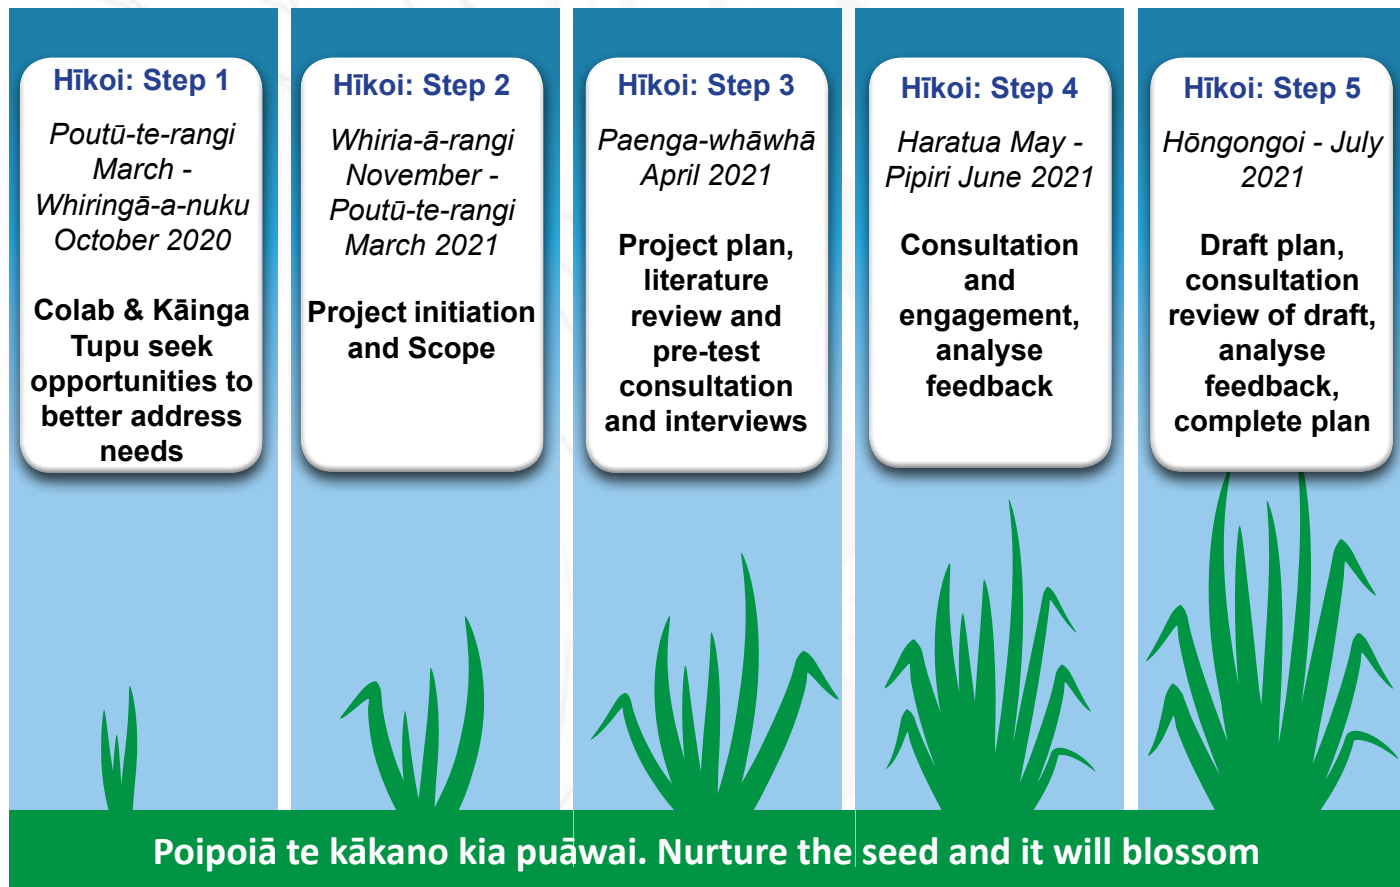 Hīkoi: Step 1
Poutū-te-rangi
March -
Whiringā-a-nuku
October 2020
Colab & Kāinga
Tupu seek
opportunities to
better address
needs
Hīkoi: Step 2
Whiria-ā-rangi
November -
Poutū-te-rangi
March 2021
Project initiation
and Scope
Hīkoi: Step 3
Paenga-whāwhā
April 2021
Project plan,
literature
review and
pre-test
consultation
and interviews
Hīkoi: Step 4
Haratua May -
Pipiri June 2021
Consultation
and
engagement,
analyse
feedback
Hīkoi: Step 5
Hōngongoi - July
2021
Draft plan,
consultation
review of draft,
analyse
feedback,
complete plan
Poipoiā te kākano kia puāwai. Nurture the seed and it will blossom